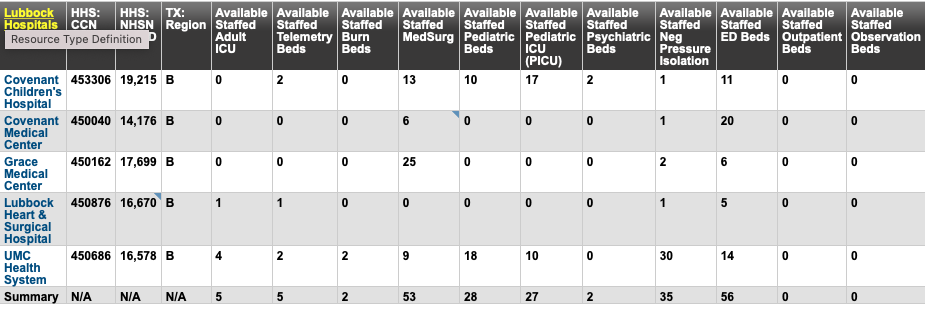 Lubbock Hospitals HHS: CCN HHS: NHSN D TX: Region Available Staffed Adult ICU Available Staffed Telemetry Beds Available Staffed Burn Beds Available Staffed MedSurg Available Staffed Pediatric Beds Available Staffed Pediatric ICU (PICU) Available Staffed Psychiatric Beds Available Staffed Neg Pressure Isolation Available Staffed ED Beds Available Staffed Outpatient Beds Available Staffed Observation Beds
Resource Type Definition
Covenant Children's Hospital 453306 19,215 B 0 2 0 13 10 17 2 1 11 0 0
Covenant Medical Center 450040 14,176 B 0 0 0 6 0 0 0 1 20 0 0
Grace Medical Center 450162 17,699 B 0 0 0 25 0 0 0 2 6 0 0
Lubbock Heart & Surgical Hospital 450876 16,670 B 1 1 0 0 0 0 0 1 5 0 0
UMC Health System 450686 16,578 B 4 2 2 9 18 10 0 30 14 0 0
Summary N/A N/A N/A 5 5 2 53 28 27 2 35 56 0 0